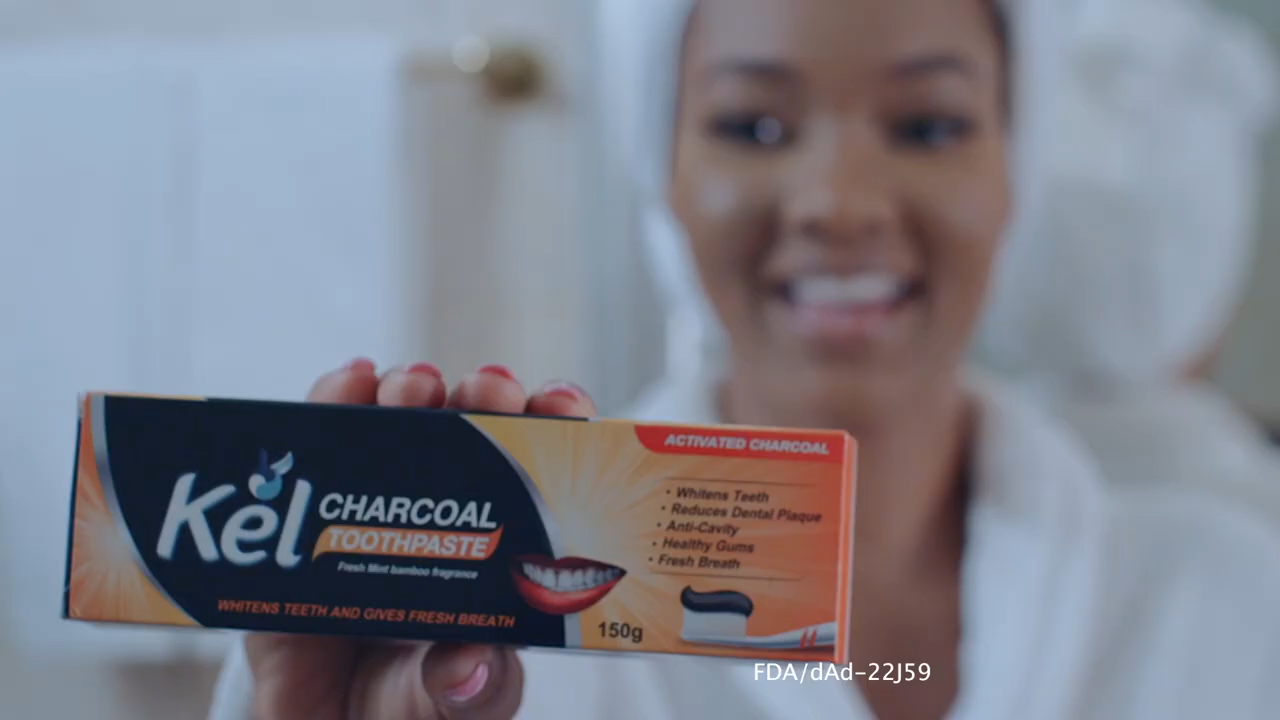 Kel
CHARCOAL
TOOTHPASTE
Fresh Mint bamboo fragrance
WHITENS TEETH AND GIVES FRESH BREATH
150g
ACTIVATED CHARCOAL
• Whitens Teeth
• Reduces Dental Plaque
• Anti-Cavity
• Healthy Gums
• Fresh Breath
FDA/dAd-22J59